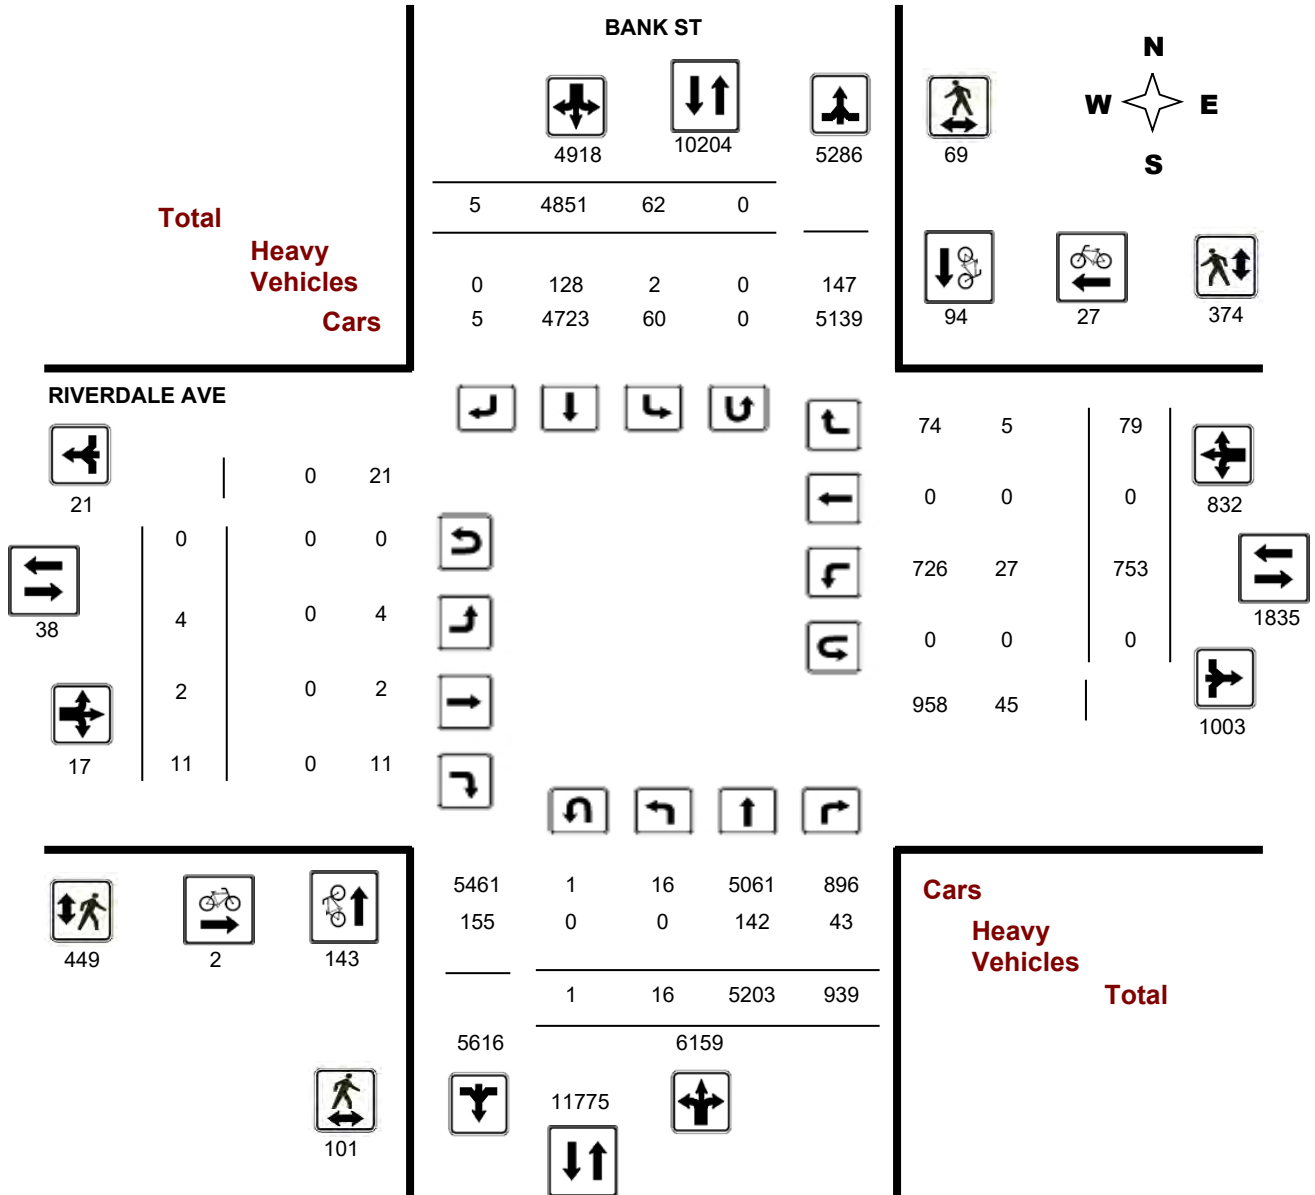 BANK ST
N
W E
S
4918 10204 5286 69
5 4851 62 0
Total
Heavy
Vehicles
0 128 2 0 147
Cars
5 4723 60 0 5139
94 27 374
RIVERDALE AVE
74 5 79
0 21
21
0 0 0 832
0 0 0
726 27 753
4 0 4
38
1835
0 0 0
2 0 2
958 45
1003
17
11 0 11
5461 1 16 5061 896
Cars
155 0 0 142 43
Heavy
Vehicles
449 2 143
1 16 5203 939
Total
5616 6159
11775
101